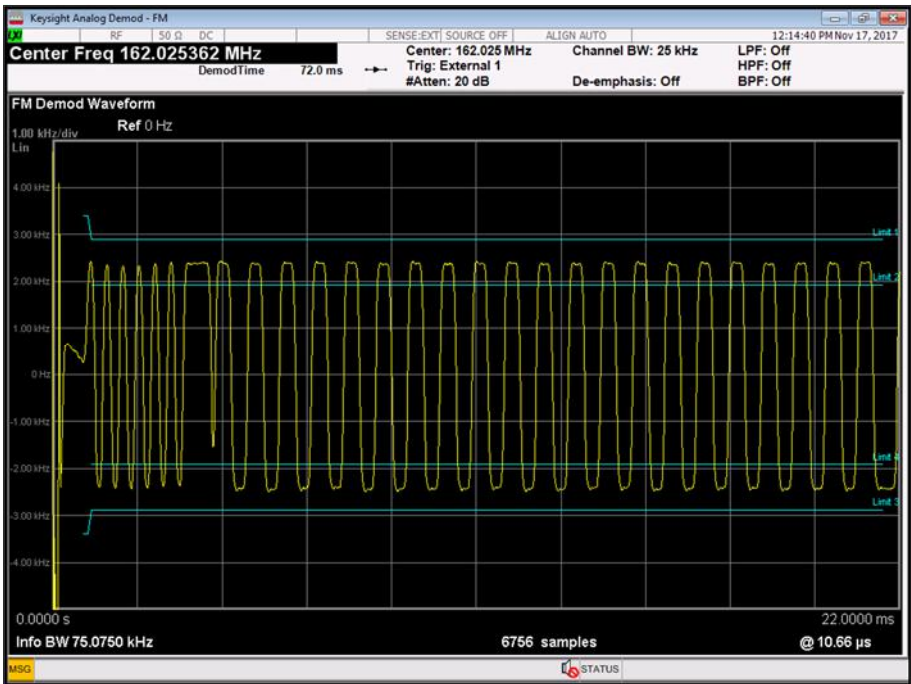 Keysight Analog Demod - FM
LXI RF 50 Ω DC SENSE:EXT SOURCE OFF ALIGN AUTO 12:14:40 PM Nov 17, 2017
Center Freq 162.025362 MHz
DemodTime 72.0 ms
Center: 162.025 MHz Channel BW: 25 kHz LPF: Off
Trig: External 1 HPF: Off
#Atten: 20 dB De-emphasis: Off BPF: Off
FM Demod Waveform
Ref 0 Hz
1.00 kHz/div
Lin
4.00 kHz
3.00 kHz
Limit 1
2.00 kHz
Limit 2
1.00 kHz
0 Hz
-1.00 kHz
-2.00 kHz
Limit 4
-3.00 kHz
Limit 3
-4.00 kHz
0.0000 s 22.0000 ms
Info BW 75.0750 kHz 6756 samples @ 10.66 µs
MSG STATUS